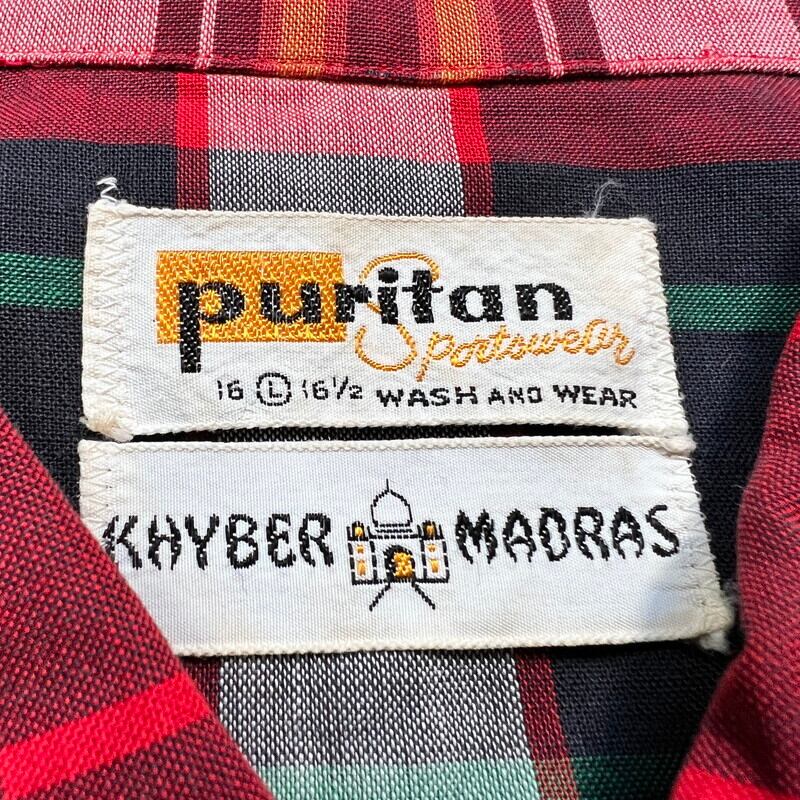 puritan
Sportswear
16 L 16½ WASH AND WEAR
KHYBER MADRAS